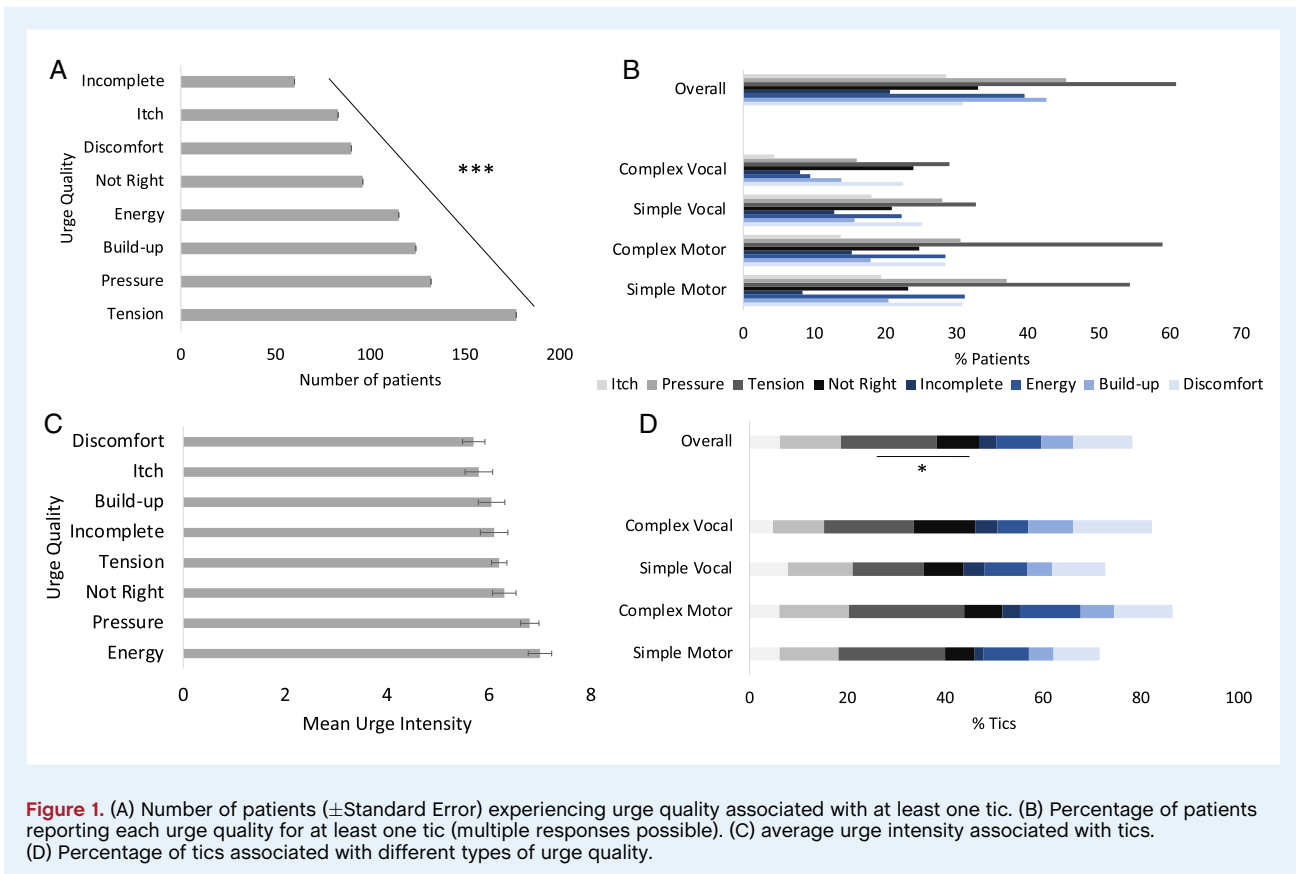 A
Incomplete
Itch
Discomfort
Not Right
Energy
Build-up
Pressure
Tension
Urge Quality
***
0 50 100 150 200
Number of patients
B
Overall
Complex Vocal
Simple Vocal
Complex Motor
Simple Motor
0 10 20 30 40 50 60 70
% Patients
Itch Pressure Tension Not Right Incomplete Energy Build-up Discomfort
C
Discomfort
Itch
Build-up
Incomplete
Tension
Not Right
Pressure
Energy
Urge Quality
0 2 4 6 8
Mean Urge Intensity
D
Overall
*
Complex Vocal
Simple Vocal
Complex Motor
Simple Motor
0 20 40 60 80 100
% Tics
Figure 1. (A) Number of patients (±Standard Error) experiencing urge quality associated with at least one tic. (B) Percentage of patients
reporting each urge quality for at least one tic (multiple responses possible). (C) average urge intensity associated with tics.
(D) Percentage of tics associated with different types of urge quality.